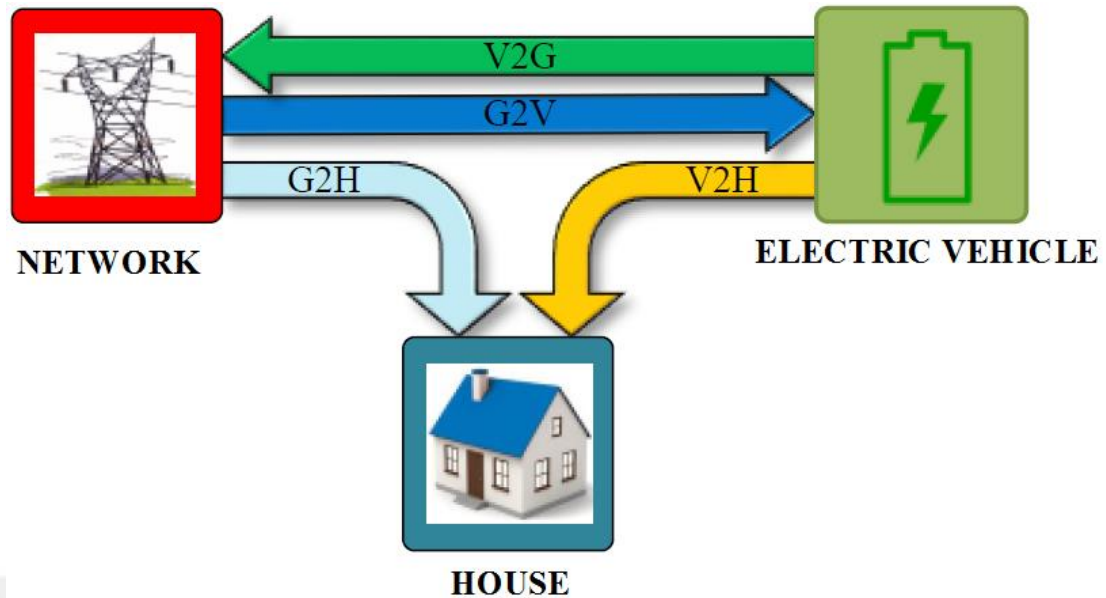 V2G
G2V
G2H
V2H
NETWORK
ELECTRIC VEHICLE
HOUSE